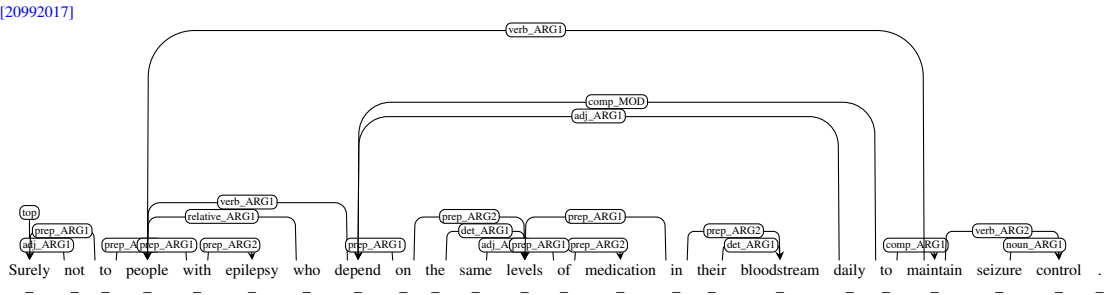 [20992017]
verb_ARG1
comp_MOD
adj_ARG1
verb_ARG1
top relative_ARG1 prep_ARG2 prep_ARG1
prep_ARG1 det_ARG1 prep_ARG2 verb_ARG2
adj_ARG1 prep_A prep_ARG1 prep_ARG2 prep_ARG1 adj_A prep_ARG1 prep_ARG2 det_ARG1 comp_ARG1 noun_ARG1
Surely not to people with epilepsy who depend on the same levels of medication in their bloodstream daily to maintain seizure control .
_ _ _ _ _ _ _ _ _ _ _ _ _ _ _ _ _ _ _ _ _ _ _